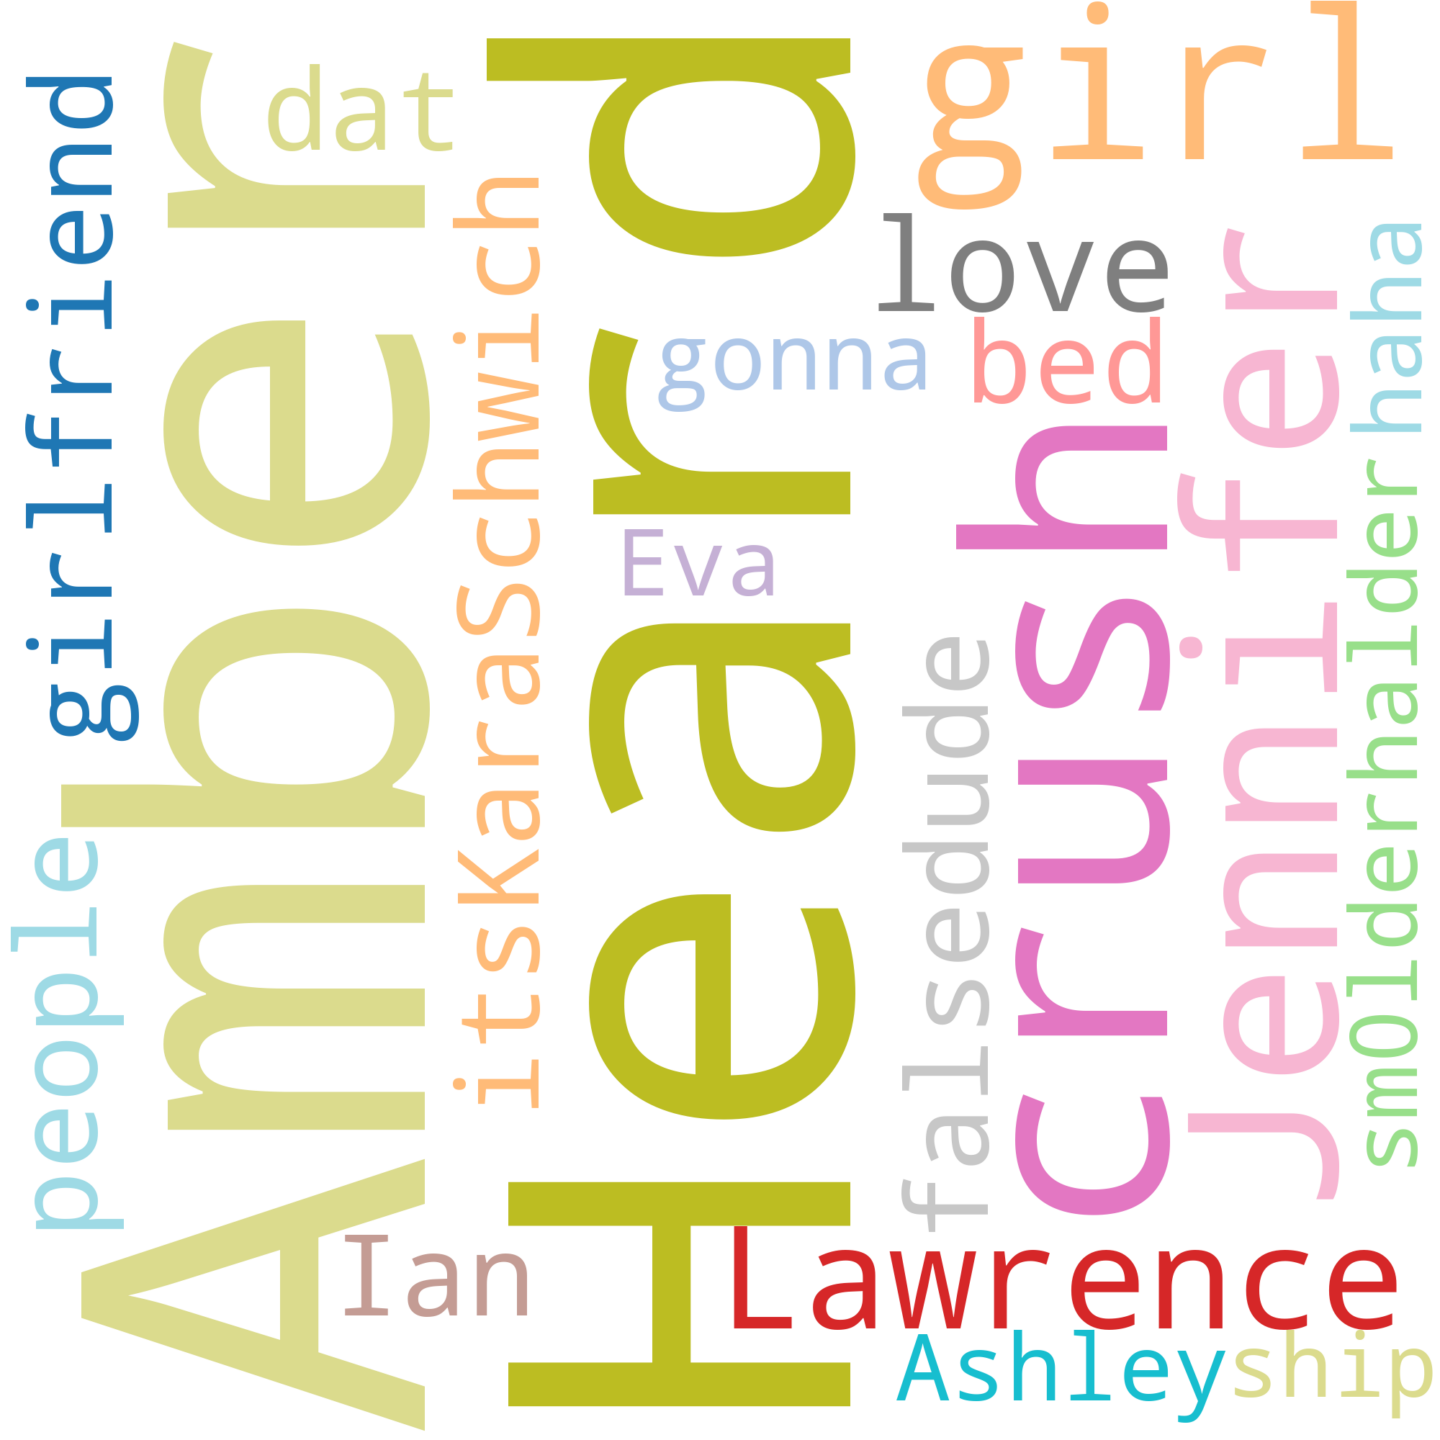 girlfriend
people
Amber
dat
Ian
itsKaraSchwich
Heard
gonna
Eva
girl
love
bed
falsedude
crush
Jennifer
haha
smOlderhalder
Lawrence
Ashley
ship